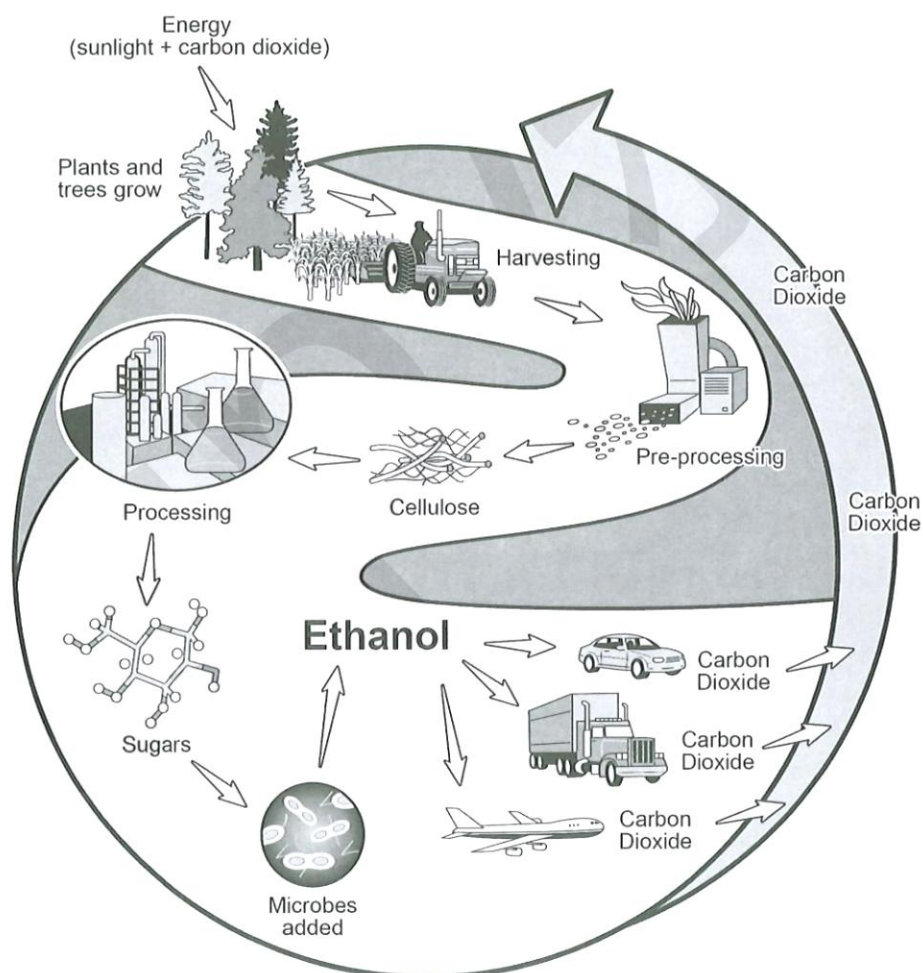 Energy
(sunlight + carbon dioxide)
Plants and
trees grow
Harvesting
Carbon
Dioxide
Pre-processing
Cellulose
Processing
Carbon
Dioxide
Ethanol
Carbon
Dioxide
Sugars
Carbon
Dioxide
Carbon
Dioxide
Microbes
added